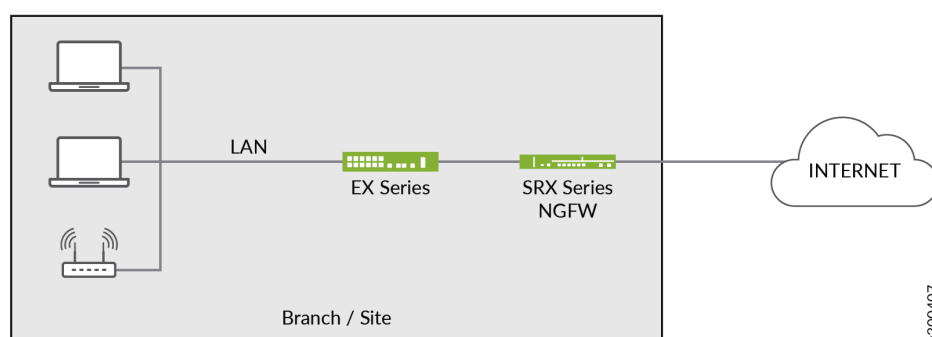 LAN
EX Series
SRX Series
NGFW
INTERNET
Branch / Site